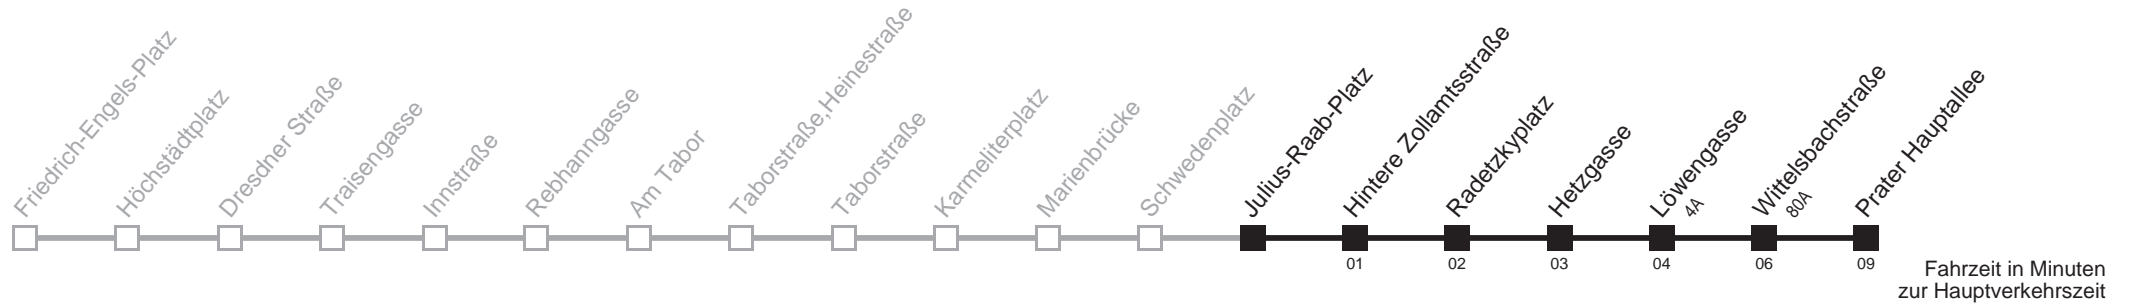 Friedrich-Engels-Platz
Höchstädtplatz
Dresdner Straße
Traisengasse
Innstraße
Rebhanngasse
Am Tabor
Taborstraße,Heinestraße
Taborstraße
Karmeliterplatz
Marienbrücke
Schwedenplatz
Julius-Raab-Platz
Hintere Zollamtsstraße
Radetzkyplatz
Hetzgasse
Löwengasse
4A
Wittelsbachstraße
80A
Prater Hauptallee
01
02
03
04
06
09
Fahrzeit in Minuten
zur Hauptverkehrszeit